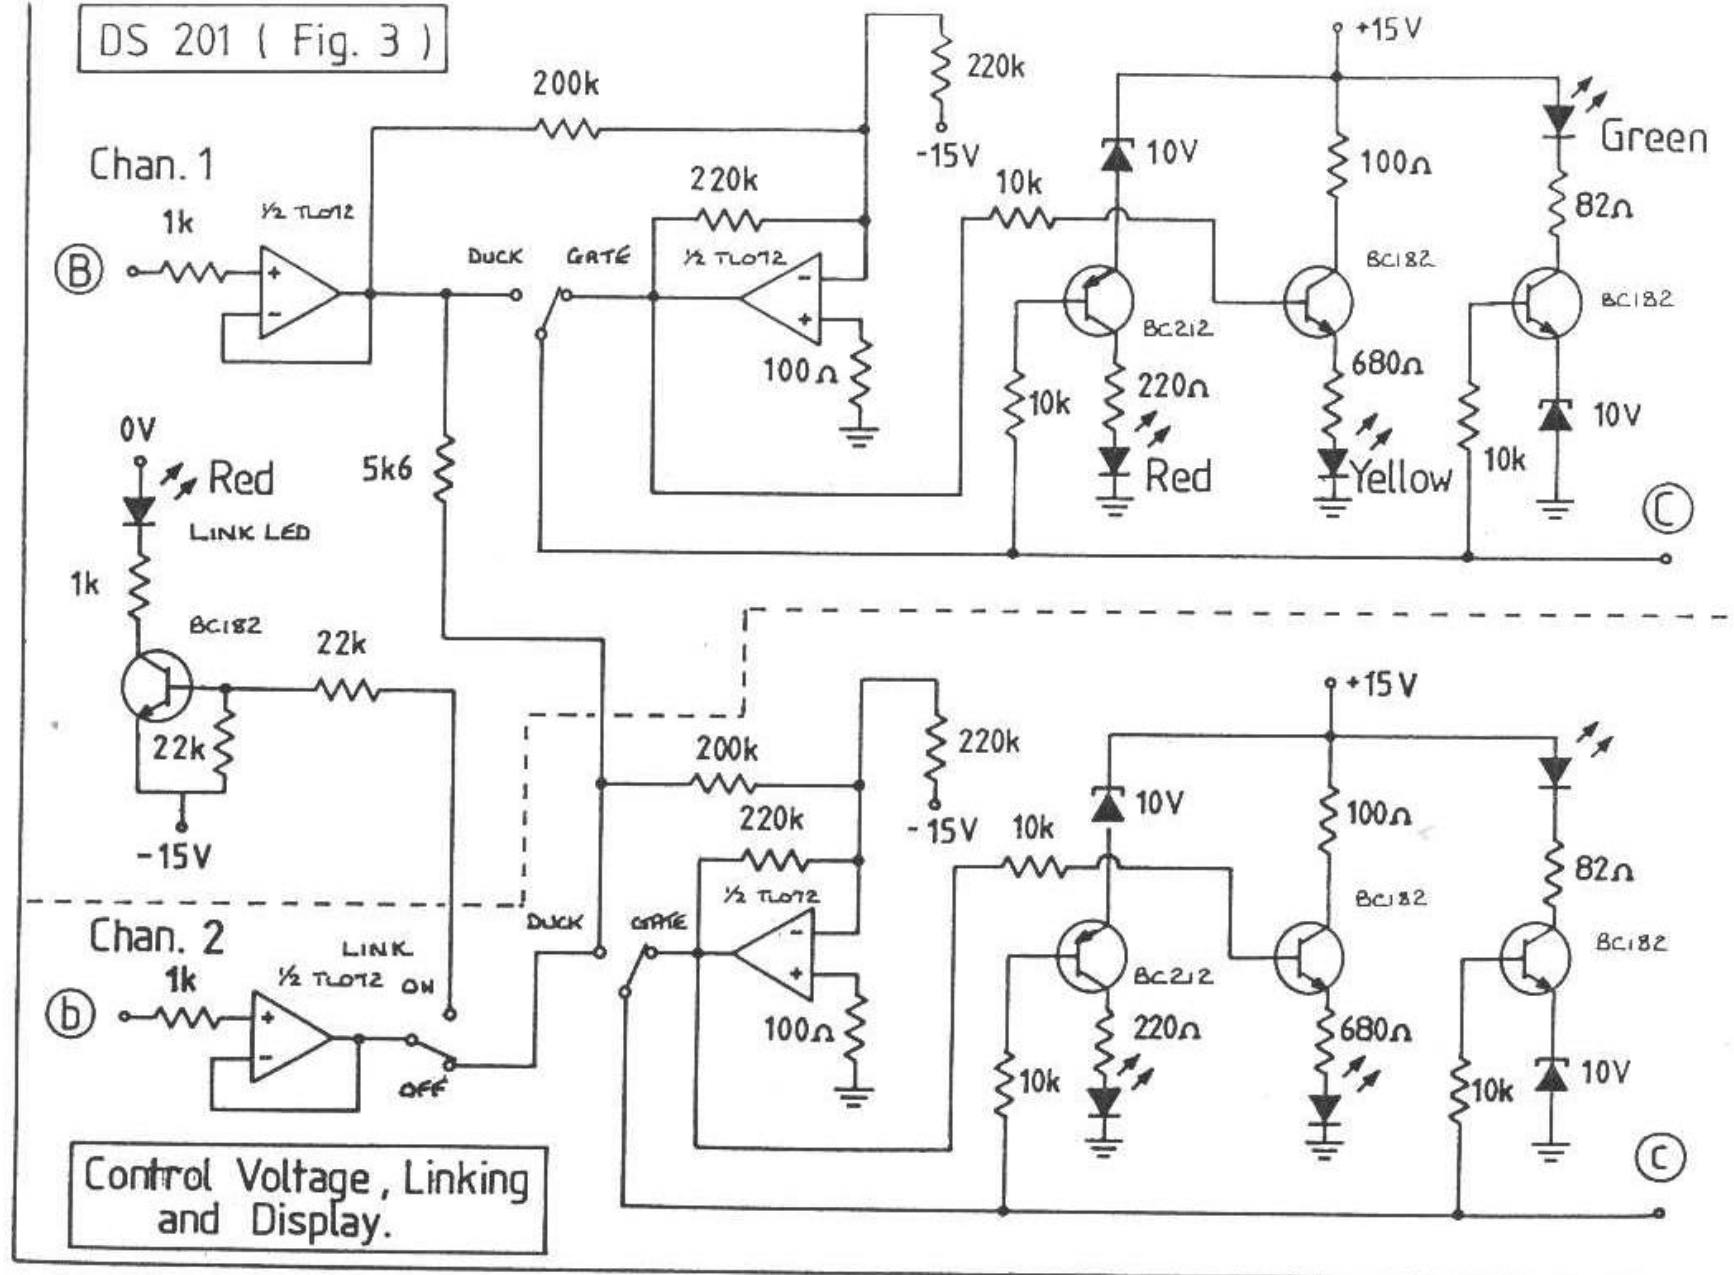 DS 201 ( Fig. 3 )
+15V
220k
200k
-15V
Green
Chan. 1
10V
100Ω
220k
10k
82Ω
1k
½ TL072
B
DUCK
GATE
½ TL072
BC182
BC182
BC212
100Ω
680Ω
10k
220Ω
10V
0V
Red
5k6
10k
Red
Yellow
C
LINK LED
1k
BC182
22k
+15V
22k
200k
220k
-15V
220k
-15V
10k
10V
100Ω
82Ω
½ TL072
BC182
Chan. 2
DUCK
GATE
BC182
LINK
1k
½ TL072
ON
BC212
b
100Ω
220Ω
680Ω
OFF
10k
10k
10V
C
Control Voltage, Linking
and Display.